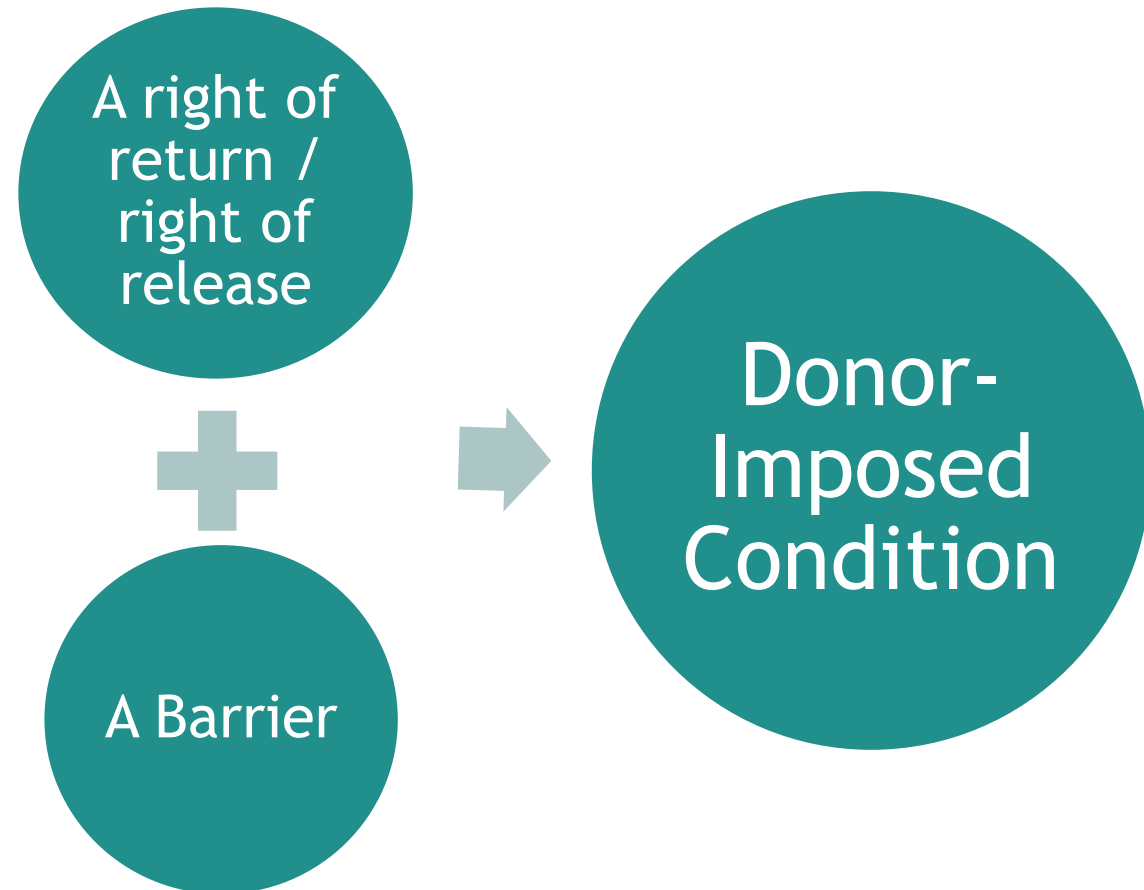 A right of
return /
right of
release
A Barrier
Donor-
Imposed
Condition